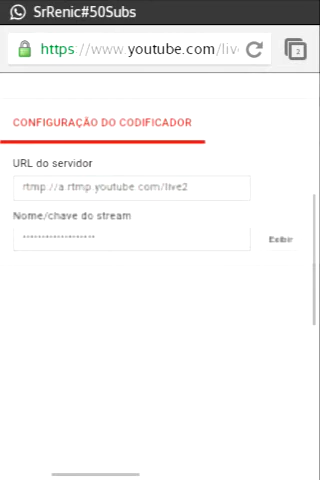 SrRenic#50Subs
https://www.youtube.com/live
2
CONFIGURAÇÃO DO CODIFICADOR
URL do servidor
rtmp://a.rtmp.youtube.com/live2
Nome/chave do stream
•••••••••••••••••••
Exibir